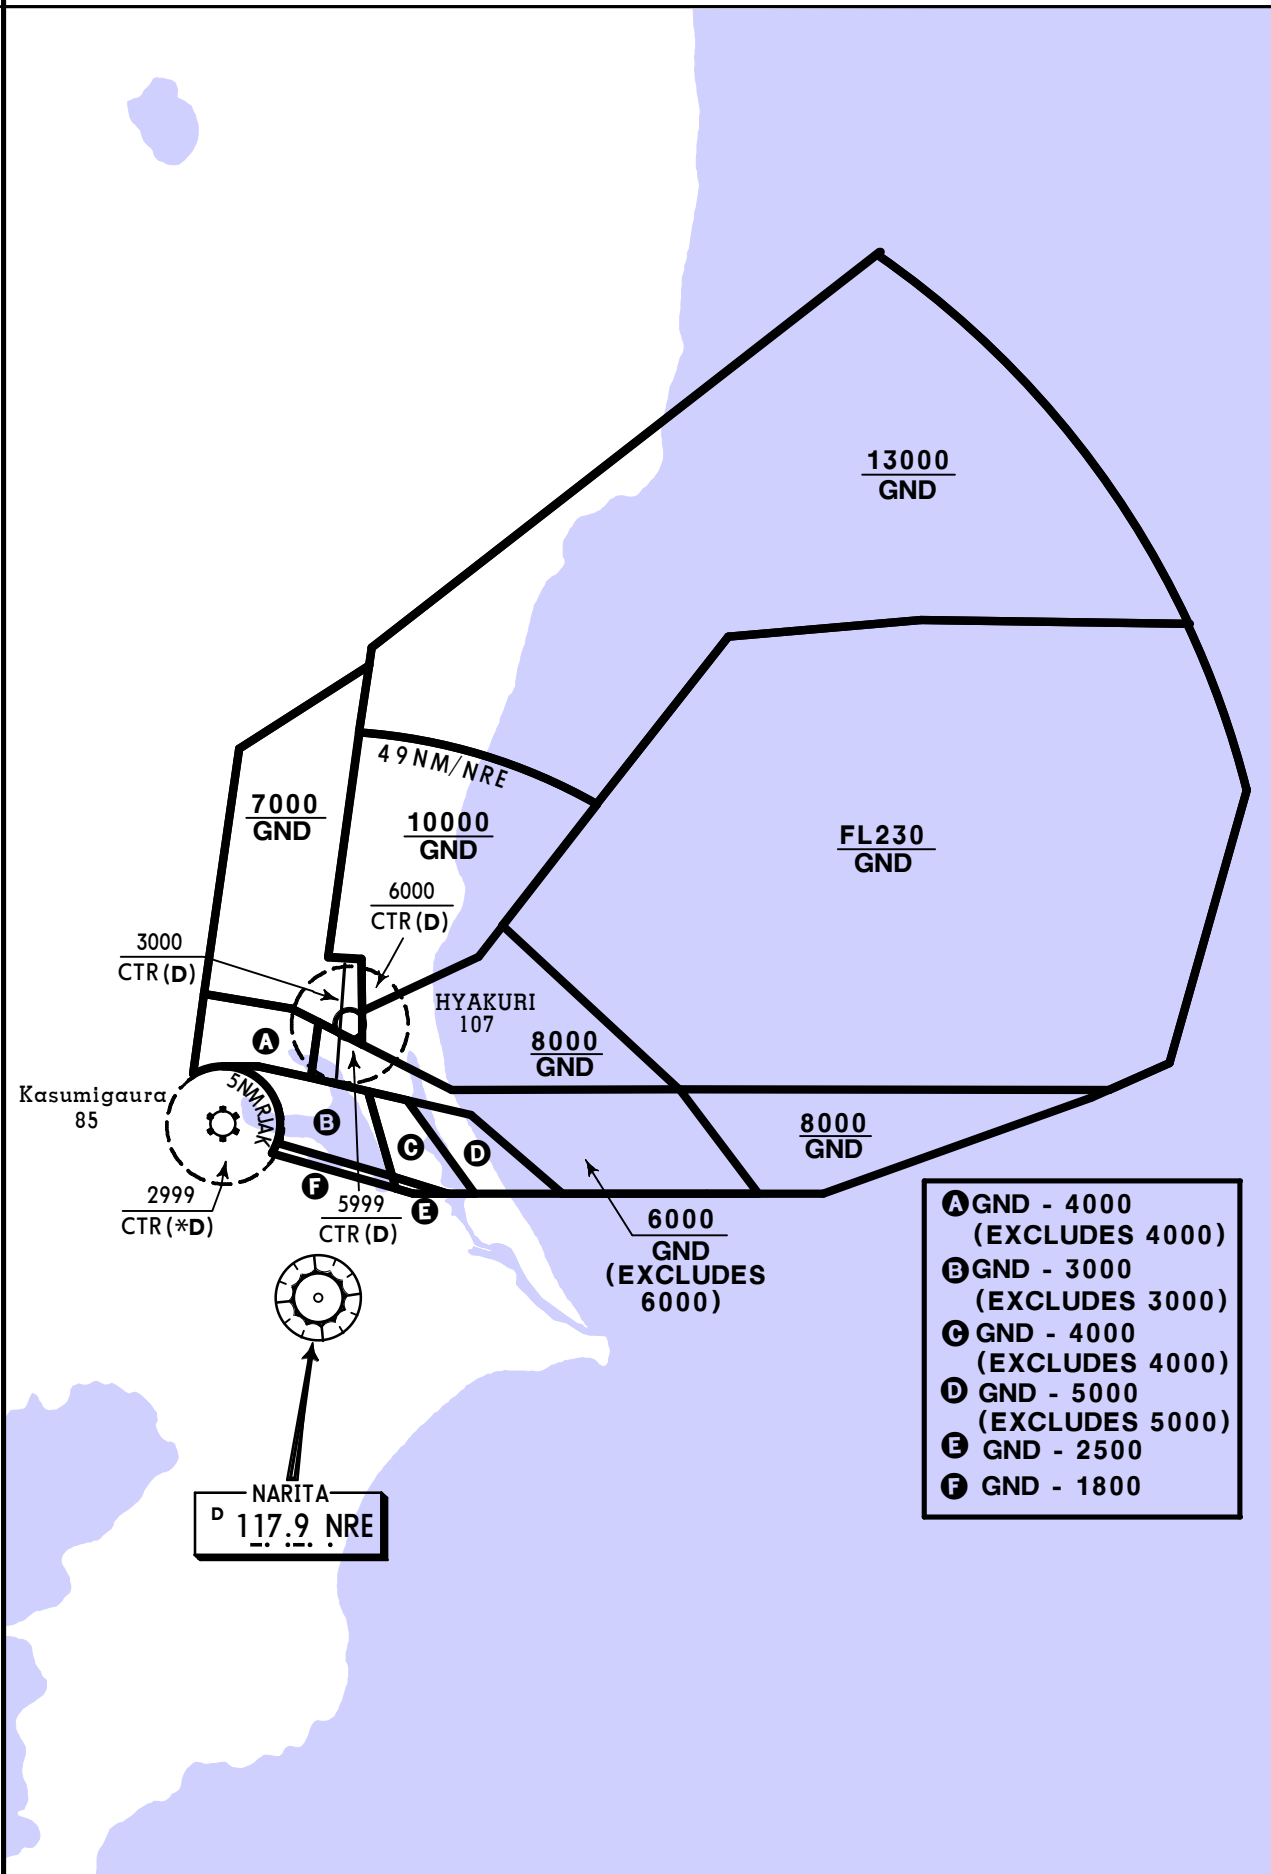 13000
GND
49NM/NRE
7000
GND
10000
GND
FL230
GND
6000
CTR(D)
3000
CTR(D)
HYAKURI
107
8000
GND
A
Kasumigaura
85
5NMRJAK
B
C
D
8000
GND
F
E
2999
CTR(*D)
5999
CTR(D)
6000
GND
(EXCLUDES
6000)
A GND - 4000
(EXCLUDES 4000)
B GND - 3000
(EXCLUDES 3000)
C GND - 4000
(EXCLUDES 4000)
D GND - 5000
(EXCLUDES 5000)
E GND - 2500
F GND - 1800
NARITA
D 117.9 NRE